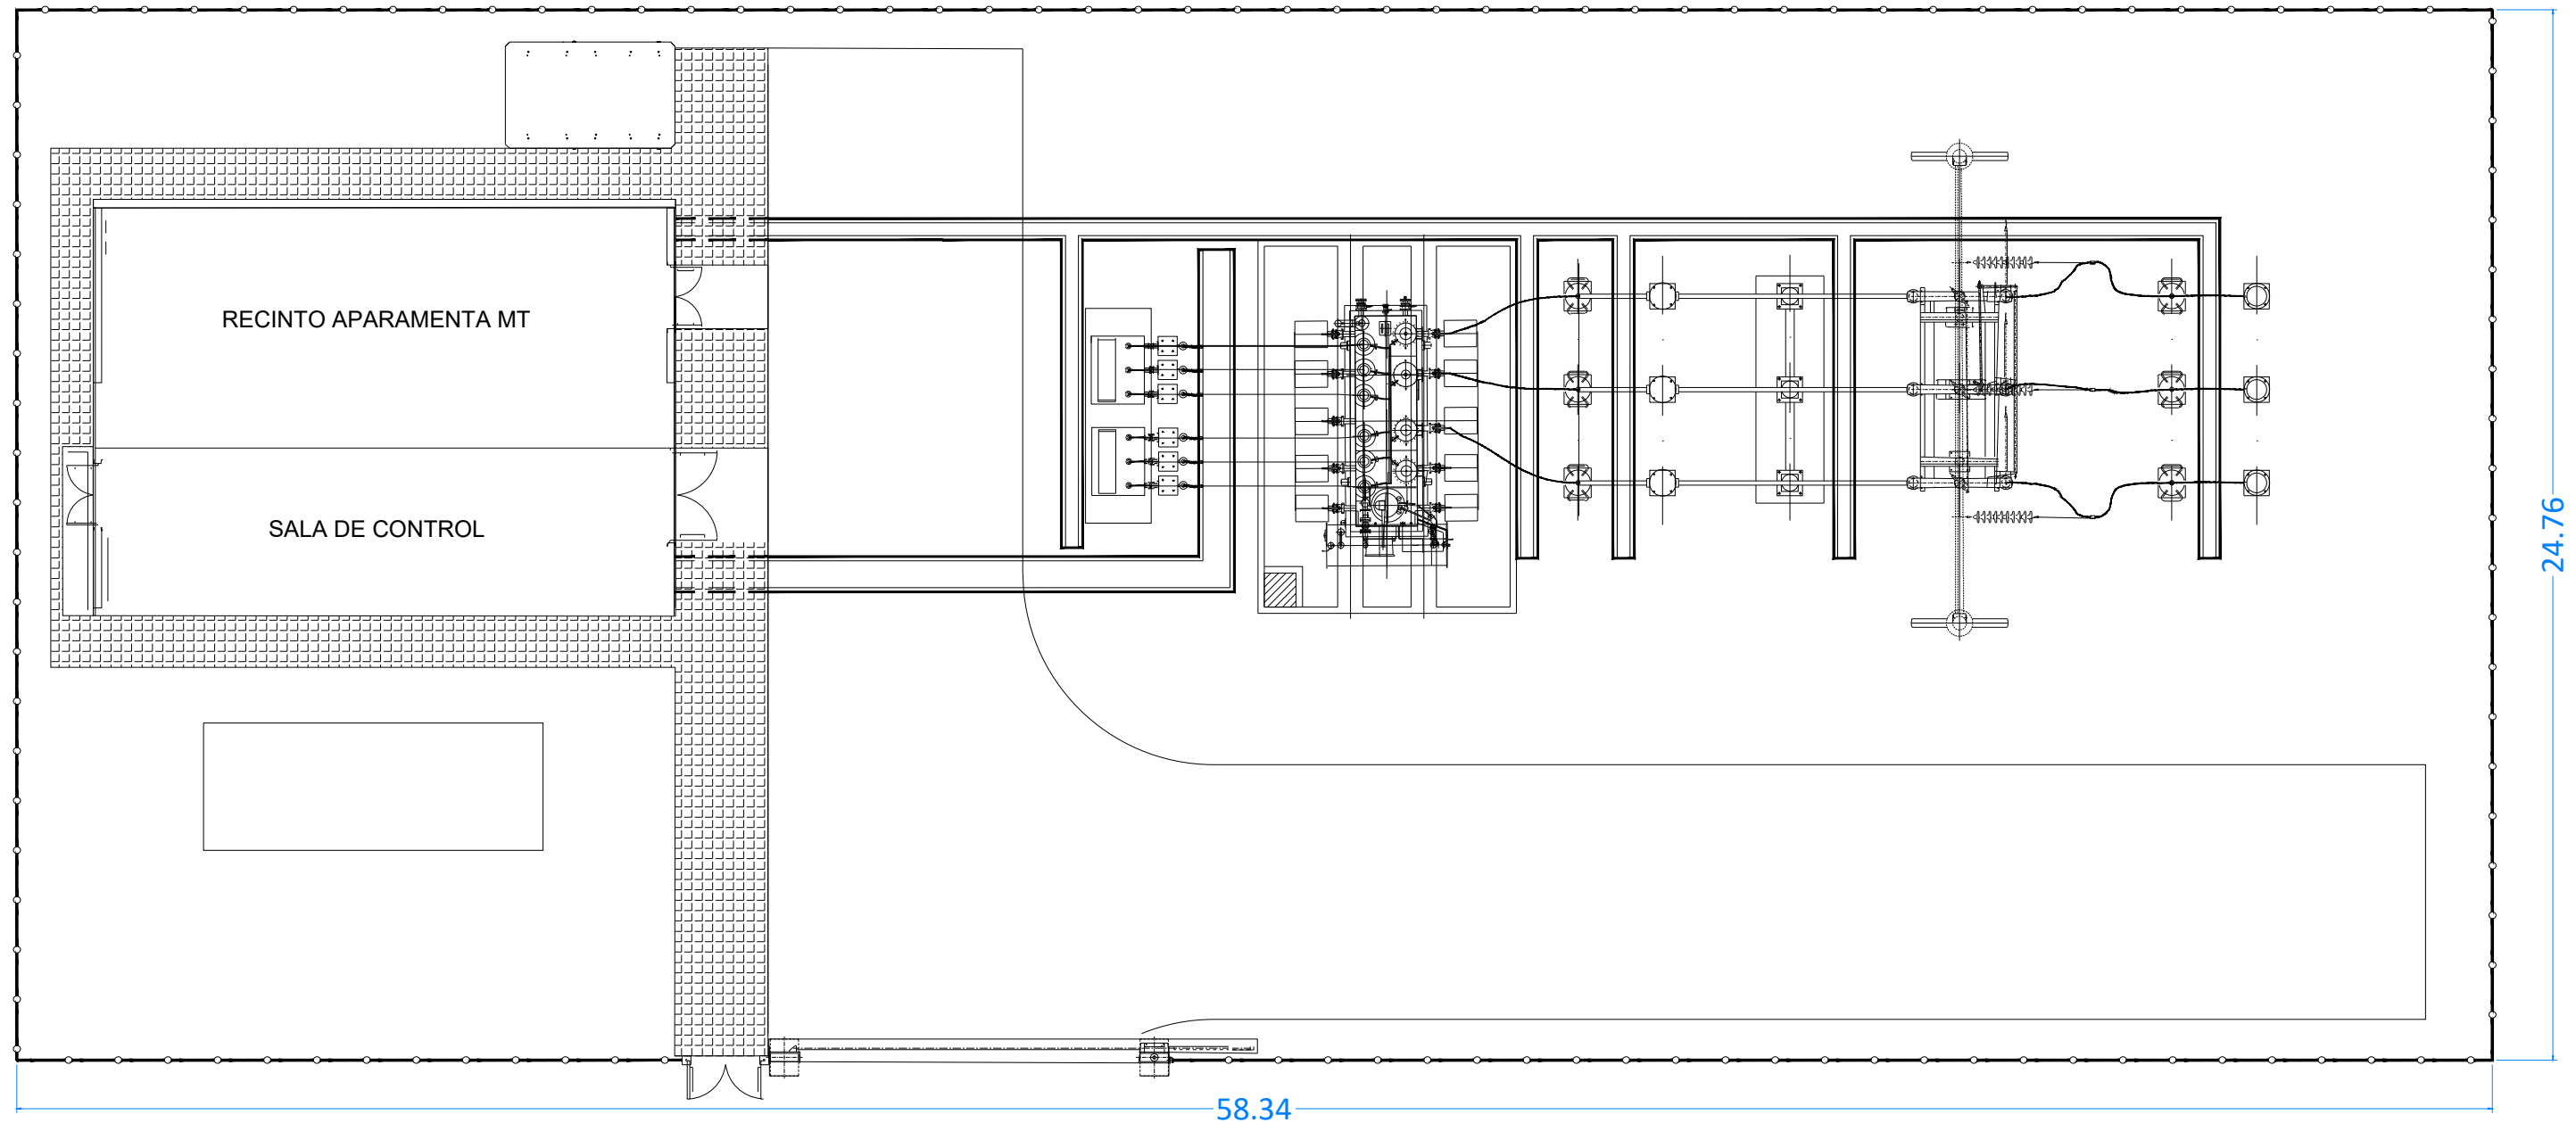 RECINTO APARAMENTA MT
SALA DE CONTROL
24.76
58.34